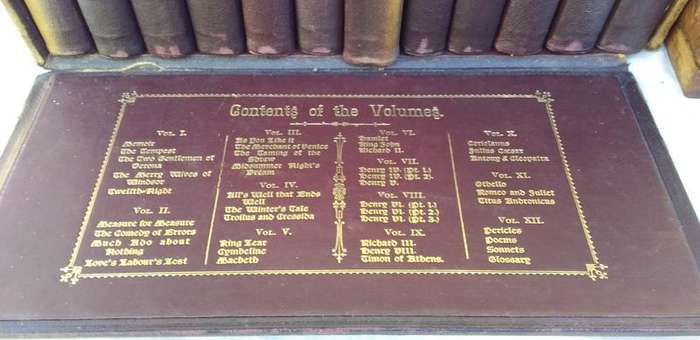 Contents of the Volumes.
Vol. I.
Memoir
The Tempest
The Two Gentlemen of
Verona
The Merry Wives of
Windsor
Twelfth-Night
Vol. II.
Measure for Measure
The Comedy of Errors
Much Ado about
Nothing
Love's Labour's Lost
Vol. III.
As You Like it
The Merchant of Venice
The Taming of the
Shrew
Midsummer Night's
Dream
Vol. IV.
All's Well that Ends
Well
The Winter's Tale
Troilus and Cressida
Vol. V.
King Lear
Cymbeline
Macbeth
Vol. VI.
Hamlet
King John
Richard II.
Vol. VII.
Henry IV. (Pt. 1.)
Henry IV. (Pt. 2).
Henry V.
Vol. VIII.
Henry VI. (Pt. 1.)
Henry VI. (Pt. 2.)
Henry VI. (Pt. 3.)
Vol. IX.
Richard III.
Henry VIII.
Timon of Athens.
Vol. X.
Coriolanus
Julius Caesar
Antony & Cleopatra
Vol. XI.
Othello
Romeo and Juliet
Titus Andronicus
Vol. XII.
Pericles
Poems
Sonnets
Glossary